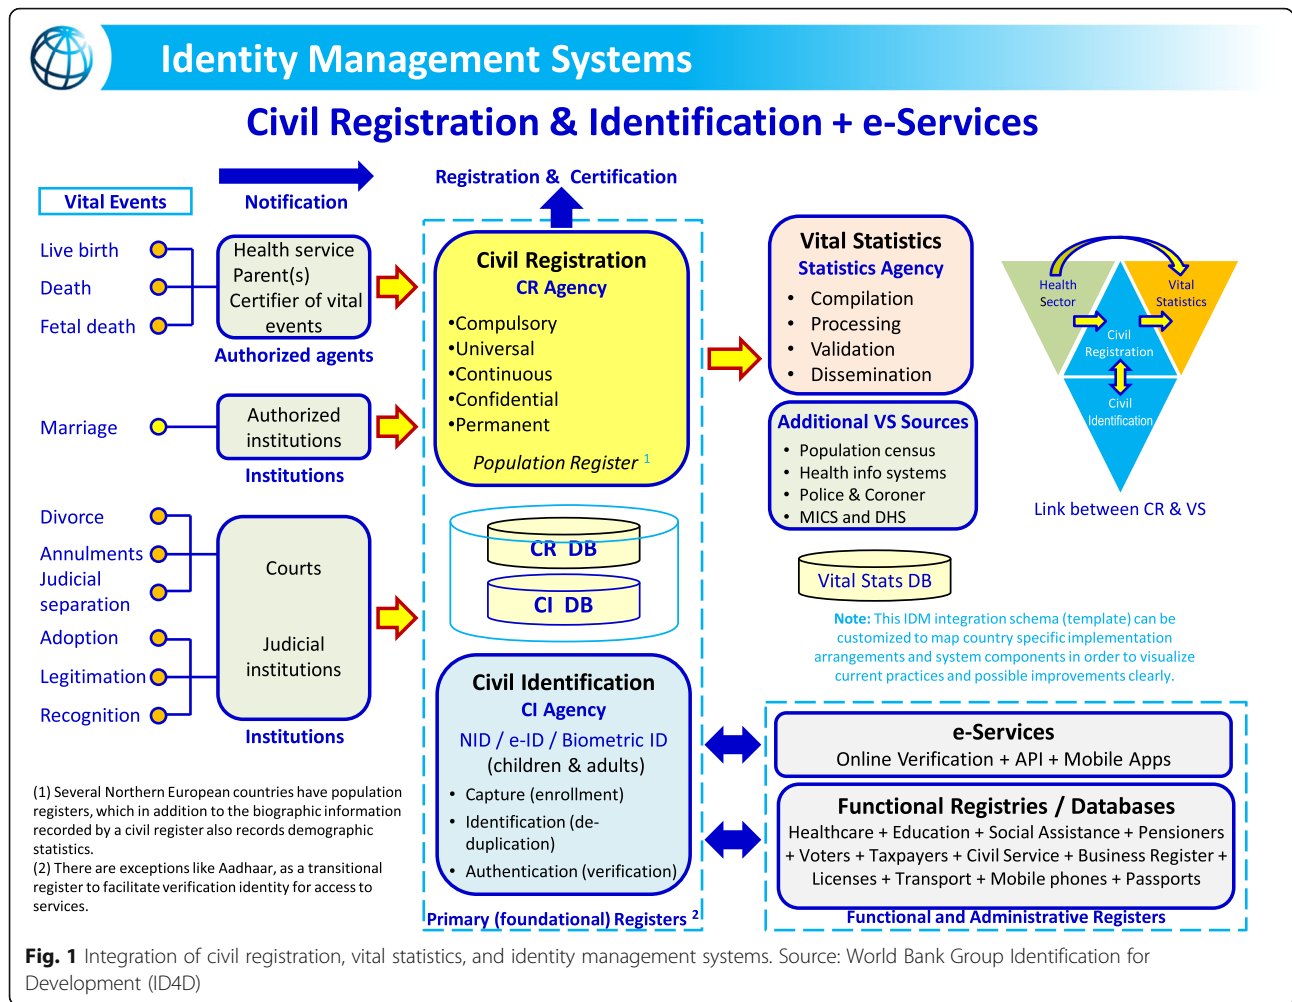 Identity Management Systems
Civil Registration & Identification + e-Services
Vital Events
Notification
Registration & Certification
Live birth
Death
Fetal death
Health service
Parent(s)
Certifier of vital
events
Authorized agents
Marriage
Authorized
institutions
Institutions
Divorce
Annulments
Judicial
separation
Adoption
Legitimation
Recognition
Courts
Judicial
institutions
Institutions
(1) Several Northern European countries have population
registers, which in addition to the biographic information
recorded by a civil register also records demographic
statistics.
(2) There are exceptions like Aadhaar, as a transitional
register to facilitate verification identity for access to
services.
Civil Registration
CR Agency
•Compulsory
•Universal
•Continuous
•Confidential
•Permanent
Population Register 1
CR DB
CI DB
Civil Identification
CI Agency
NID / e-ID / Biometric ID
(children & adults)
• Capture (enrollment)
• Identification (de-
duplication)
• Authentication (verification)
Primary (foundational) Registers 2
Vital Statistics
Statistics Agency
• Compilation
• Processing
• Validation
• Dissemination
Additional VS Sources
• Population census
• Health info systems
• Police & Coroner
• MICS and DHS
Vital Stats DB
Health
Sector
Vital
Statistics
Civil
Registration
Civil
Identification
Link between CR & VS
Note: This IDM integration schema (template) can be
customized to map country specific implementation
arrangements and system components in order to visualize
current practices and possible improvements clearly.
e-Services
Online Verification + API + Mobile Apps
Functional Registries / Databases
Healthcare + Education + Social Assistance + Pensioners
+ Voters + Taxpayers + Civil Service + Business Register +
Licenses + Transport + Mobile phones + Passports
Functional and Administrative Registers
Fig. 1 Integration of civil registration, vital statistics, and identity management systems. Source: World Bank Group Identification for
Development (ID4D)